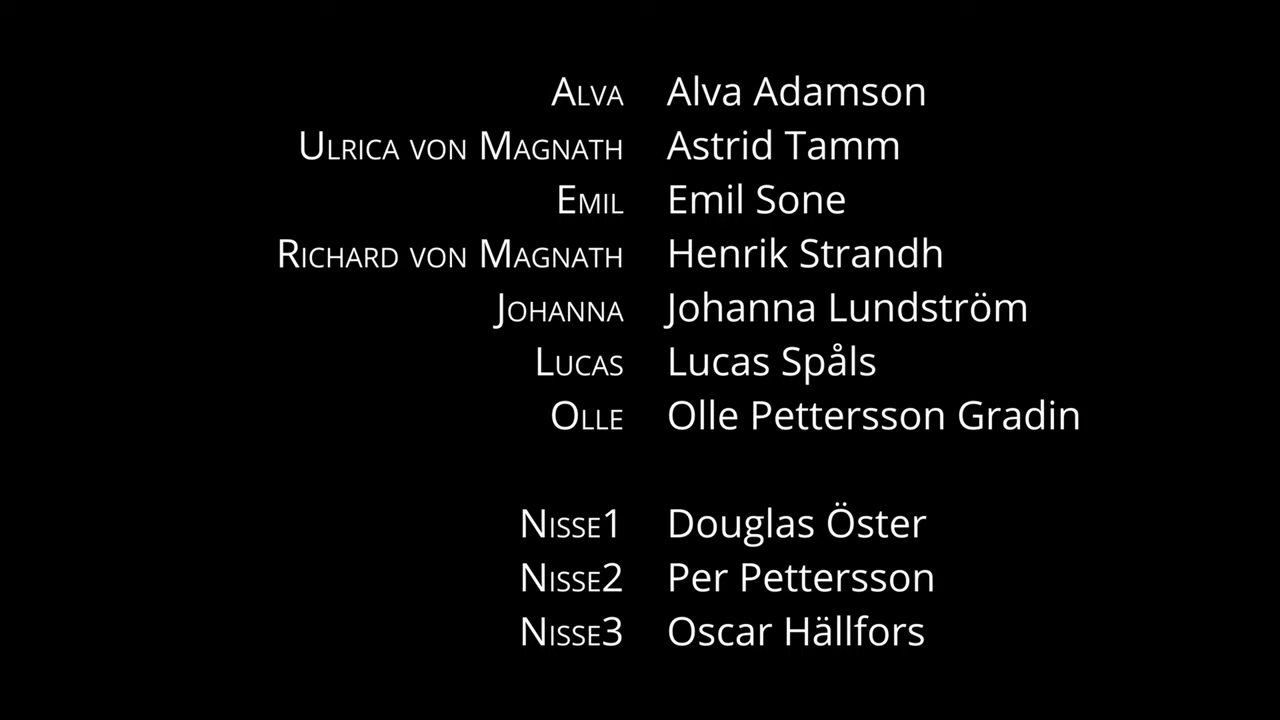 Alva Alva Adamson
Ulrica von Magnath Astrid Tamm
Emil Emil Sone
Richard von Magnath Henrik Strandh
Johanna Johanna Lundström
Lucas Lucas Spåls
Olle Olle Pettersson Gradin
Nisse1 Douglas Öster
Nisse2 Per Pettersson
Nisse3 Oscar Hällfors